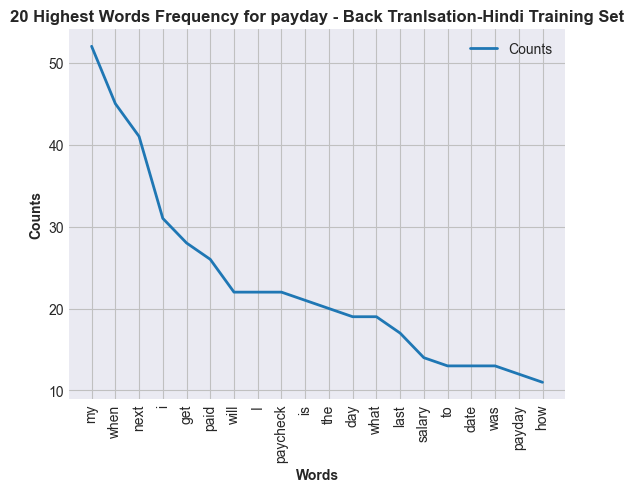 20 Highest Words Frequency for payday - Back Tranlsation-Hindi Training Set
Counts
50
40
30
20
10
Counts
my
when
next
i
get
paid
will
I
paycheck
is
the
day
what
last
salary
to
date
was
payday
how
Words